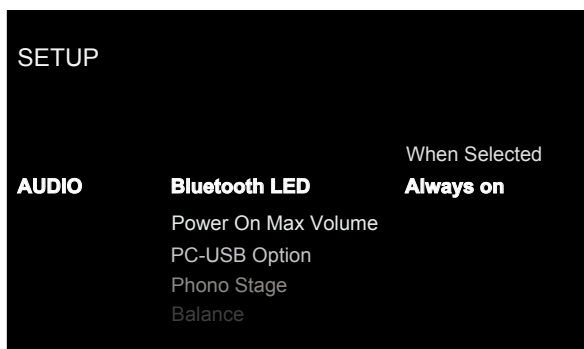 SETUP
When Selected
AUDIO Bluetooth LED Always on
Power On Max Volume
PC-USB Option
Phono Stage
Balance